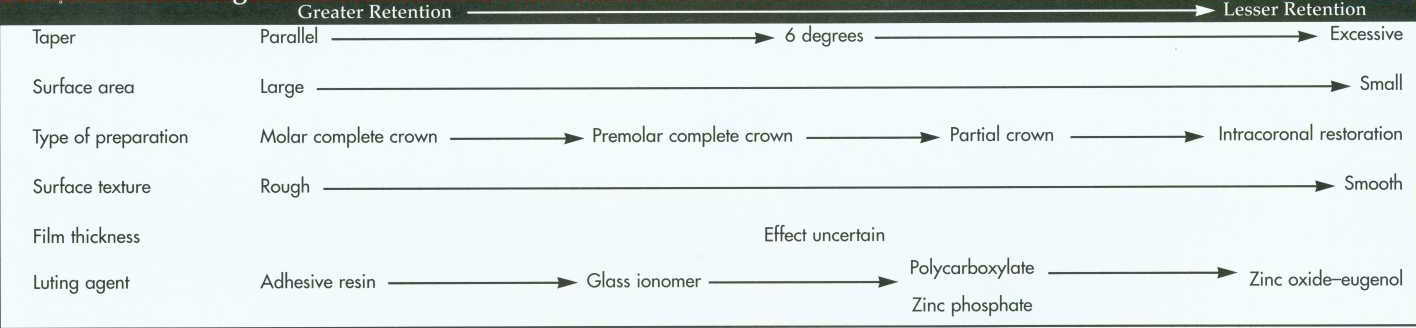 Greater Retention Lesser Retention
Taper Parallel 6 degrees Excessive
Surface area Large Small
Type of preparation Molar complete crown Premolar complete crown Partial crown Intracoronal restoration
Surface texture Rough Smooth
Film thickness Effect uncertain
Luting agent Adhesive resin Glass ionomer Polycarboxylate Zinc oxide–eugenol
Zinc phosphate